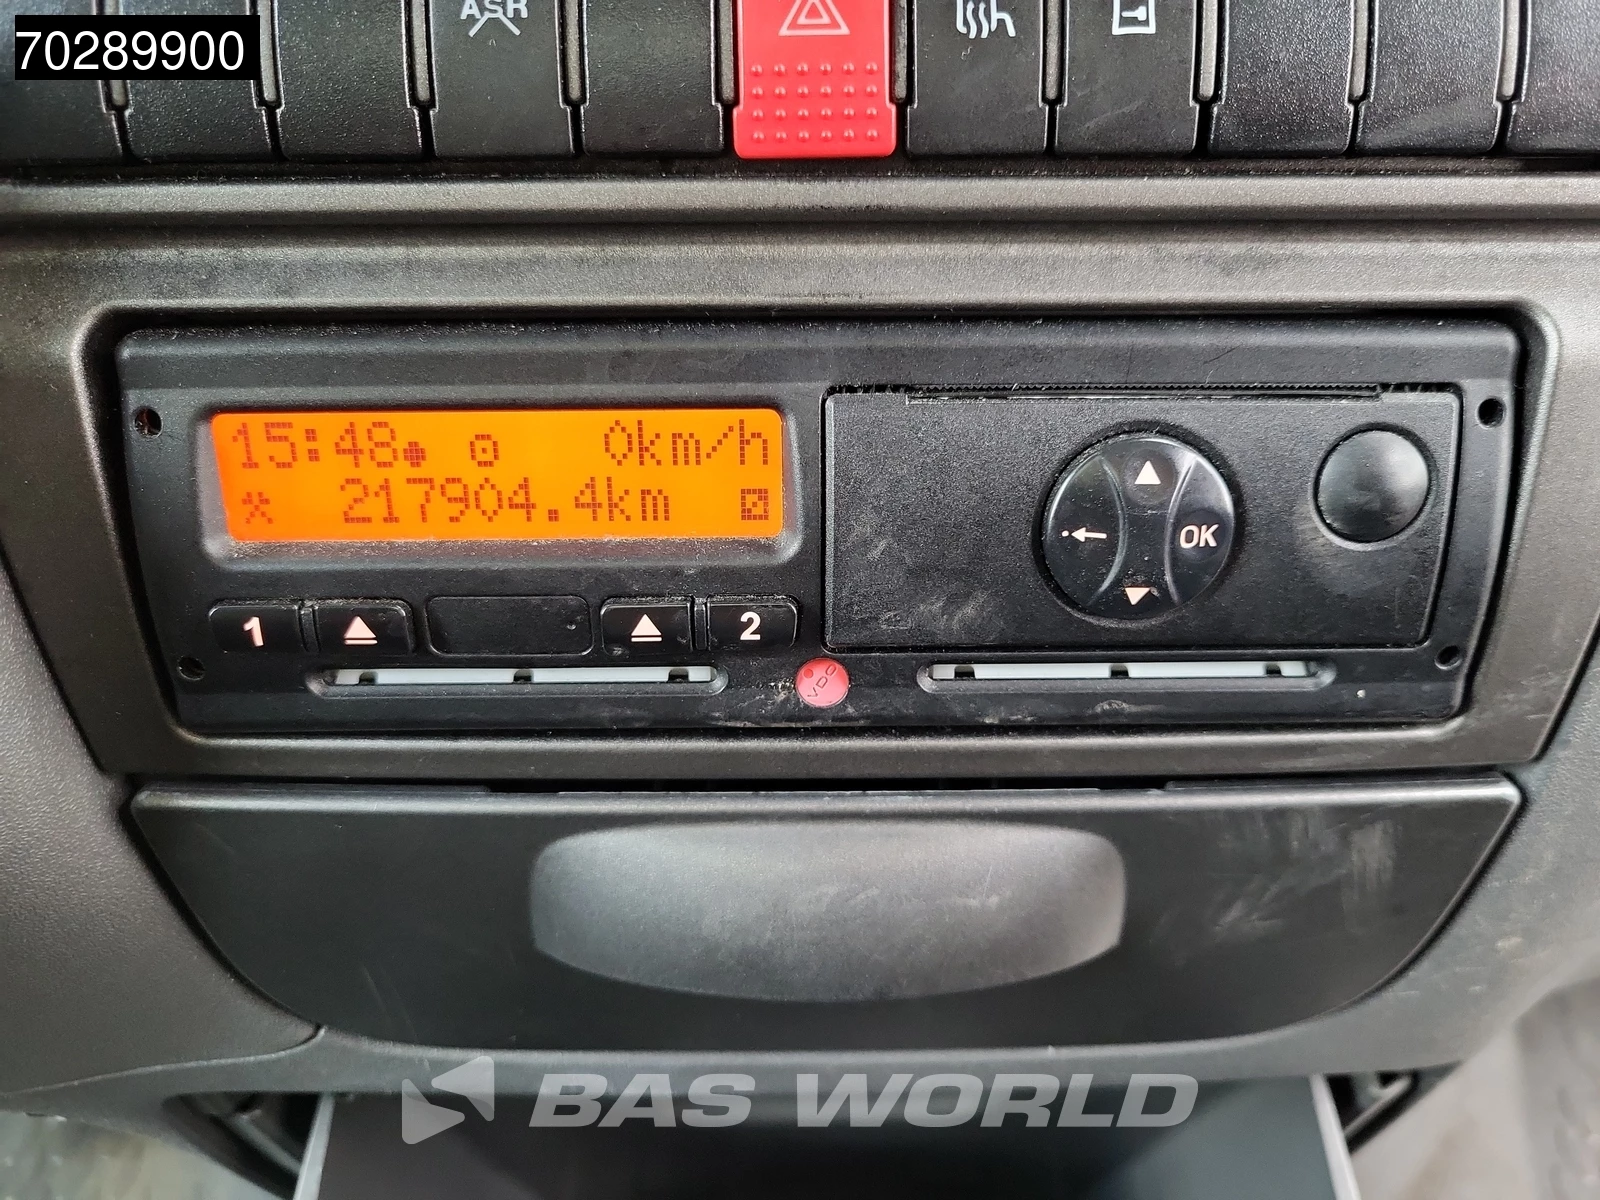 70289900
ASR
15:48 0km/h
217904.4km
OK
1 2
VDO
BAS WORLD